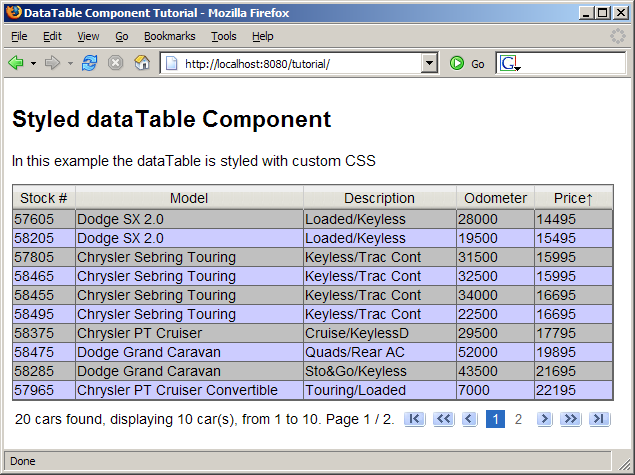 DataTable Component Tutorial - Mozilla Firefox
File Edit View Go Bookmarks Tools Help
http://localhost:8080/tutorial/ Go G
Styled dataTable Component
In this example the dataTable is styled with custom CSS
Stock # Model Description Odometer Price↑
57605 Dodge SX 2.0 Loaded/Keyless 28000 14495
58205 Dodge SX 2.0 Loaded/Keyless 19500 15495
57805 Chrysler Sebring Touring Keyless/Trac Cont 31500 15995
58465 Chrysler Sebring Touring Keyless/Trac Cont 32500 15995
58455 Chrysler Sebring Touring Keyless/Trac Cont 34000 16695
58495 Chrysler Sebring Touring Keyless/Trac Cont 22500 16695
58375 Chrysler PT Cruiser Cruise/KeylessD 29500 17795
58475 Dodge Grand Caravan Quads/Rear AC 52000 19895
58285 Dodge Grand Caravan Sto&Go/Keyless 43500 21695
57965 Chrysler PT Cruiser Convertible Touring/Loaded 7000 22195
20 cars found, displaying 10 car(s), from 1 to 10. Page 1 / 2. 1 2
Done